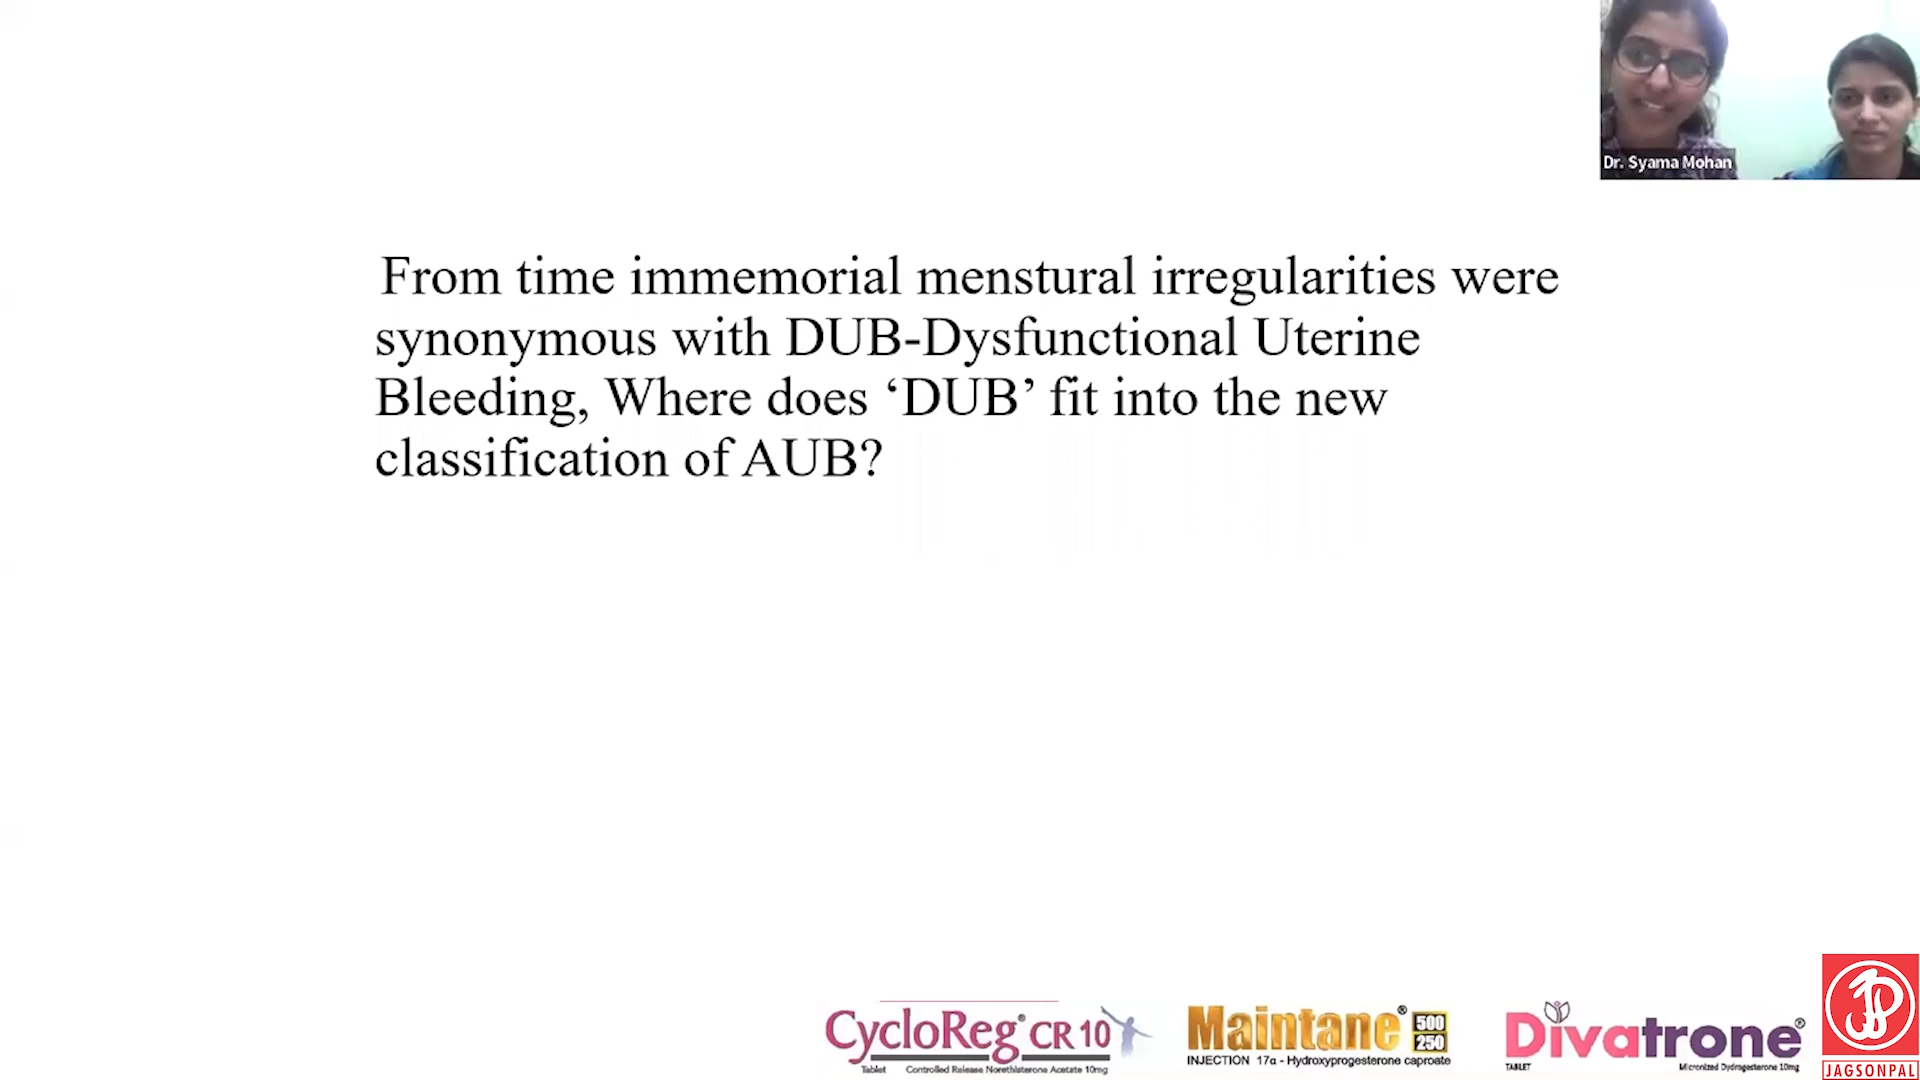 Dr. Syama Mohan
From time immemorial menstural irregularities were
synonymous with DUB-Dysfunctional Uterine
Bleeding, Where does ‘DUB’ fit into the new
classification of AUB?
CycloReg® CR 10
Tablet Controlled Release Norethisterone Acetate 10mg
Maintane® 500 250
INJECTION 17α - Hydroxyprogesterone caproate
Divatrone®
TABLET Micronized Dydrogesterone 10mg
JAGSONPAL